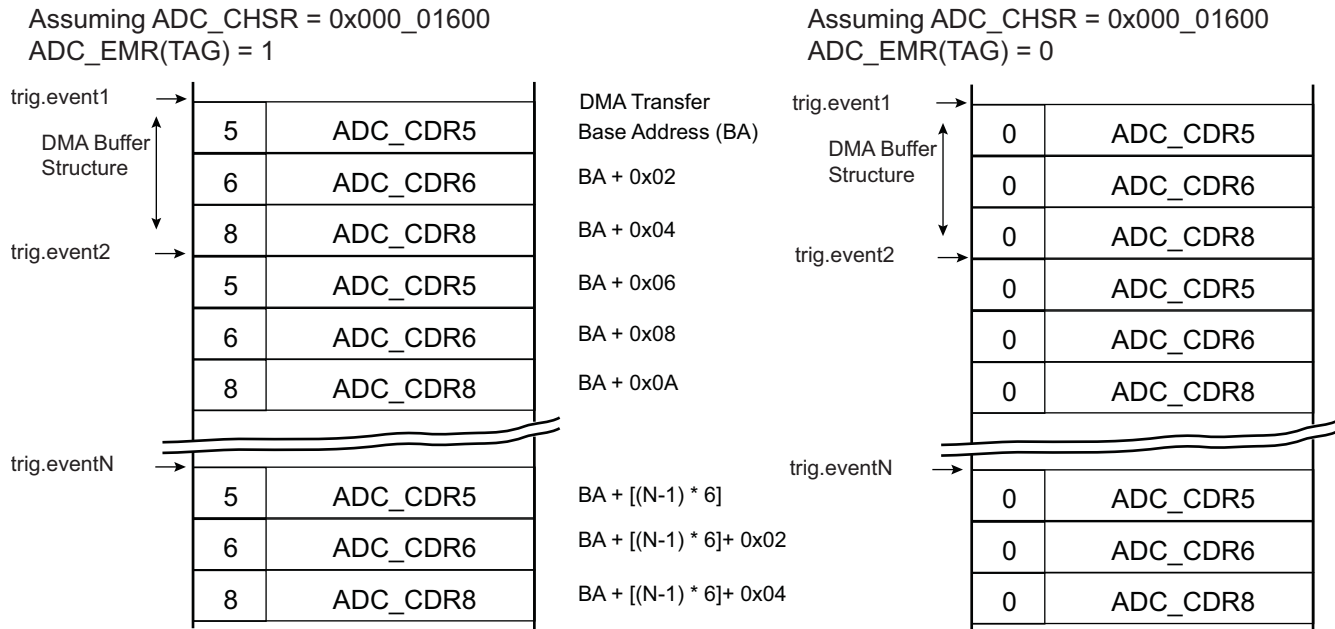 Assuming ADC_CHSR = 0x000_01600
ADC_EMR(TAG) = 1
trig.event1
DMA Buffer
Structure
trig.event2
trig.eventN
5 ADC_CDR5
6 ADC_CDR6
8 ADC_CDR8
5 ADC_CDR5
6 ADC_CDR6
8 ADC_CDR8
5 ADC_CDR5
6 ADC_CDR6
8 ADC_CDR8
DMA Transfer
Base Address (BA)
BA + 0x02
BA + 0x04
BA + 0x06
BA + 0x08
BA + 0x0A
BA + [(N-1) * 6]
BA + [(N-1) * 6]+ 0x02
BA + [(N-1) * 6]+ 0x04
Assuming ADC_CHSR = 0x000_01600
ADC_EMR(TAG) = 0
trig.event1
DMA Buffer
Structure
trig.event2
trig.eventN
0 ADC_CDR5
0 ADC_CDR6
0 ADC_CDR8
0 ADC_CDR5
0 ADC_CDR6
0 ADC_CDR8
0 ADC_CDR5
0 ADC_CDR6
0 ADC_CDR8